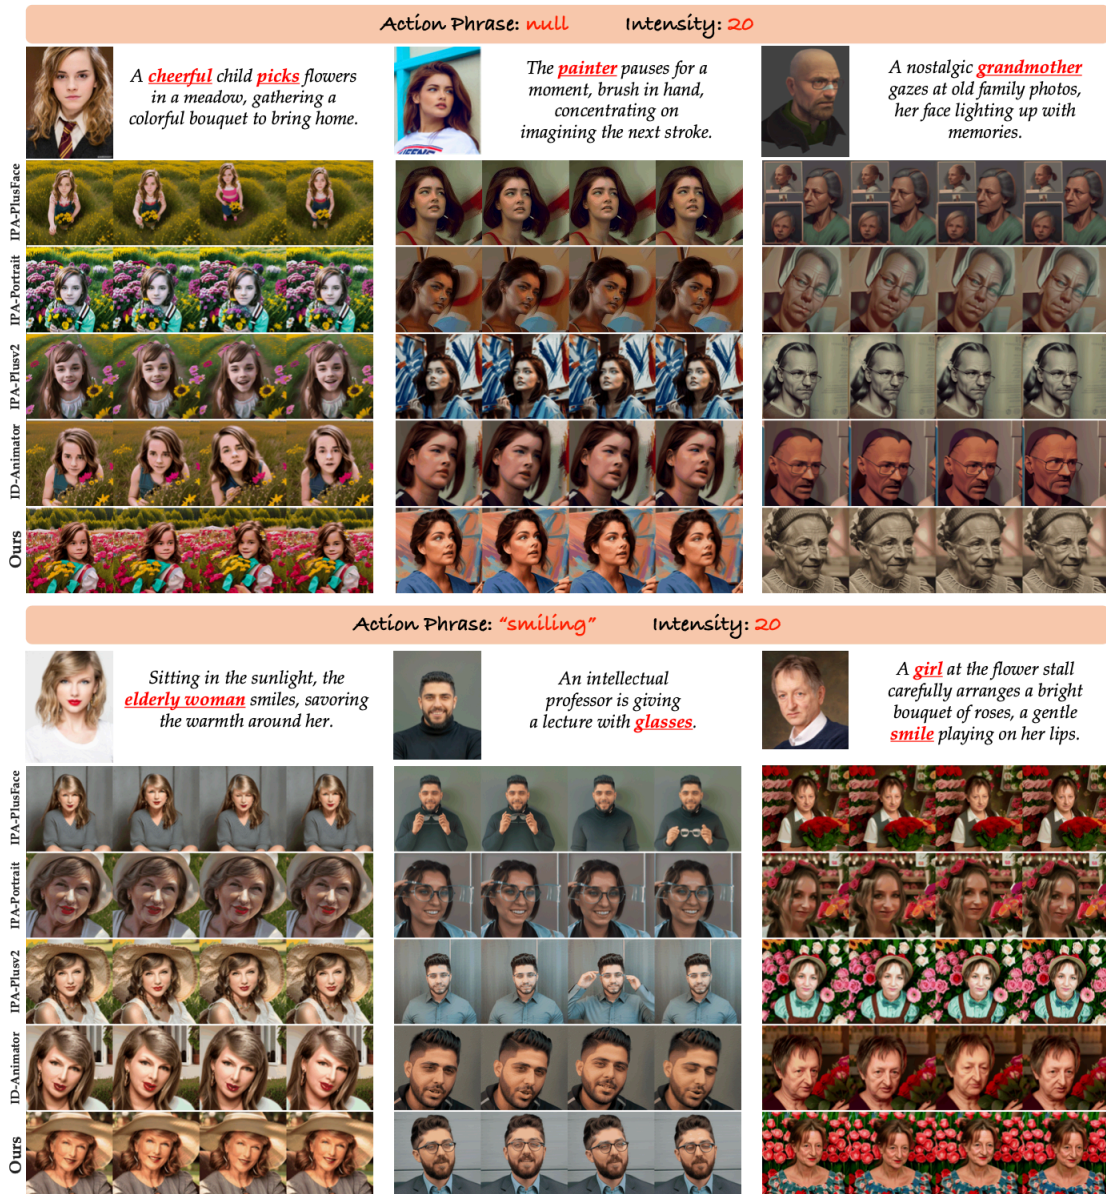 Action Phrase: null Intensity: 20
A cheerful child picks flowers
in a meadow, gathering a
colorful bouquet to bring home.
The painter pauses for a
moment, brush in hand,
concentrating on
imagining the next stroke.
A nostalgic grandmother
gazes at old family photos,
her face lighting up with
memories.
IPA-PlusFace
IPA-Portrait
IPA-Plusv2
ID-Animator
Ours
Action Phrase: "smiling" Intensity: 20
Sitting in the sunlight, the
elderly woman smiles, savoring
the warmth around her.
An intellectual
professor is giving
a lecture with glasses.
A girl at the flower stall
carefully arranges a bright
bouquet of roses, a gentle
smile playing on her lips.
IPA-PlusFace
IPA-Portrait
IPA-Plusv2
ID-Animator
Ours